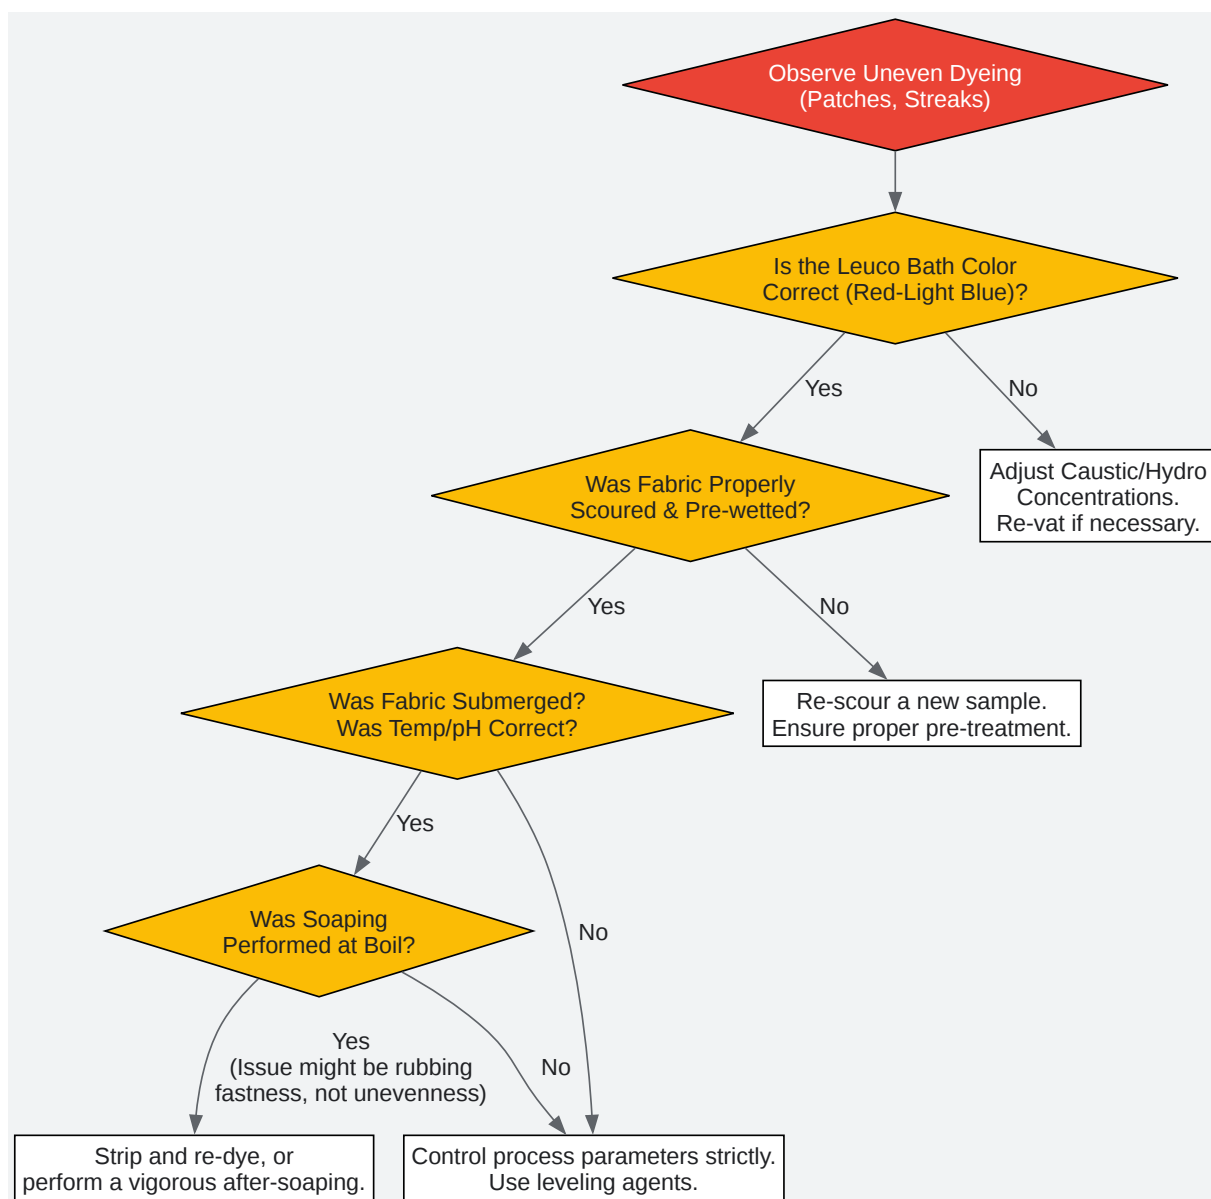 Observe Uneven Dyeing
(Patches, Streaks)
Is the Leuco Bath Color
Correct (Red-Light Blue)?
Yes
No
Was Fabric Properly
Scoured & Pre-wetted?
Adjust Caustic/Hydro
Concentrations.
Re-vat if necessary.
Yes
No
Was Fabric Submerged?
Was Temp/pH Correct?
Re-scour a new sample.
Ensure proper pre-treatment.
Yes
No
Was Soaping
Performed at Boil?
Yes
(Issue might be rubbing
fastness, not unevenness)
No
Strip and re-dye, or
perform a vigorous after-soaping.
Control process parameters strictly.
Use leveling agents.